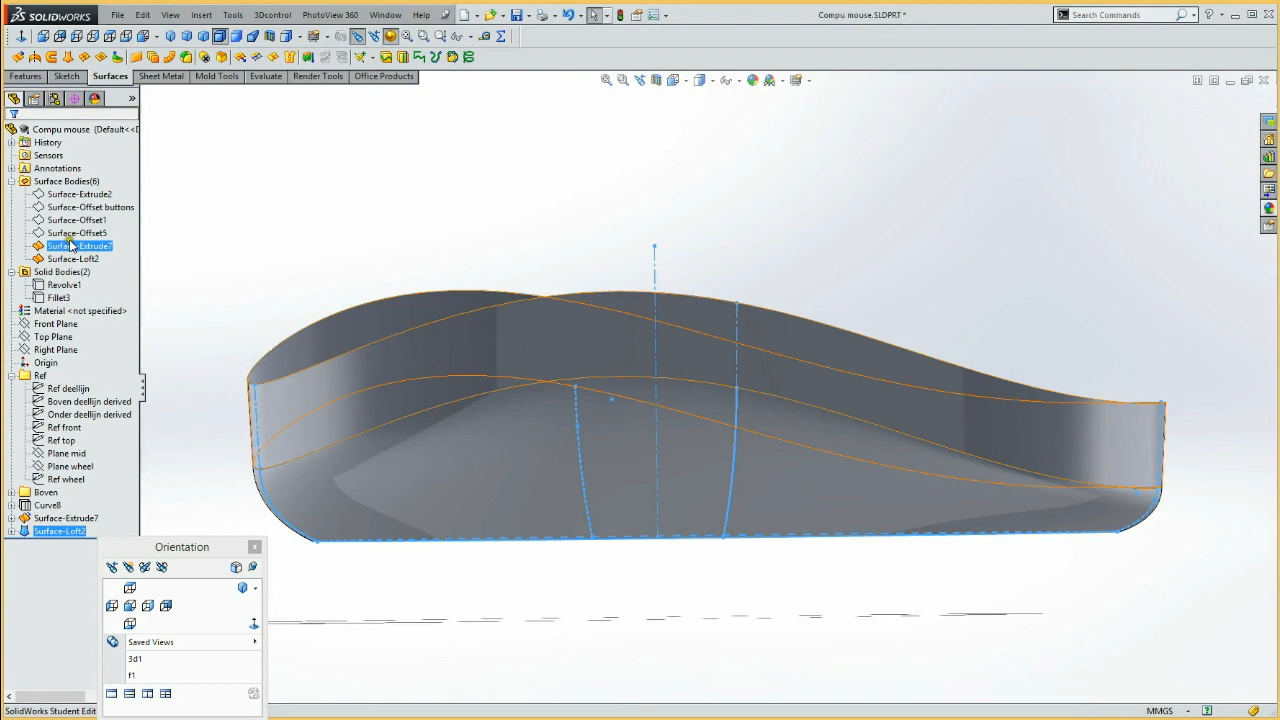 SOLIDWORKS File Edit View Insert Tools 3Dcontrol PhotoView 360 Window Help Compu mouse.SLDPRT * Search Commands
Features Sketch Surfaces Sheet Metal Mold Tools Evaluate Render Tools Office Products
Compu mouse (Default<<D
History
Sensors
Annotations
Surface Bodies(6)
Surface-Extrude2
Surface-Offset buttons
Surface-Offset1
Surface-Offset5
Surface-Extrude7
Surface-Loft2
Solid Bodies(2)
Revolve1
Fillet3
Material <not specified>
Front Plane
Top Plane
Right Plane
Origin
Ref
Ref deellijn
Boven deellijn derived
Onder deellijn derived
Ref front
Ref top
Plane mid
Plane wheel
Ref wheel
Boven
Curve8
Surface-Extrude7
Surface-Loft2
Orientation
Saved Views
3d1
f1
SolidWorks Student Edit
MMGS